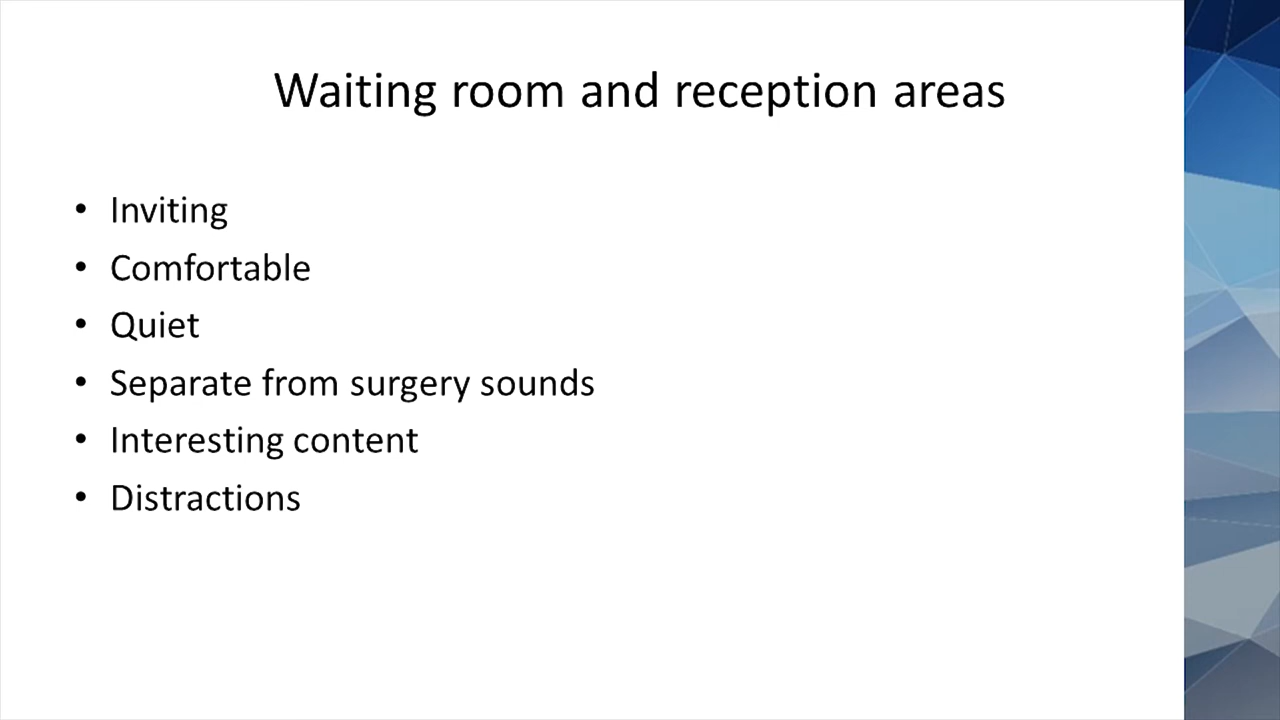 Waiting room and reception areas
• Inviting
• Comfortable
• Quiet
• Separate from surgery sounds
• Interesting content
• Distractions